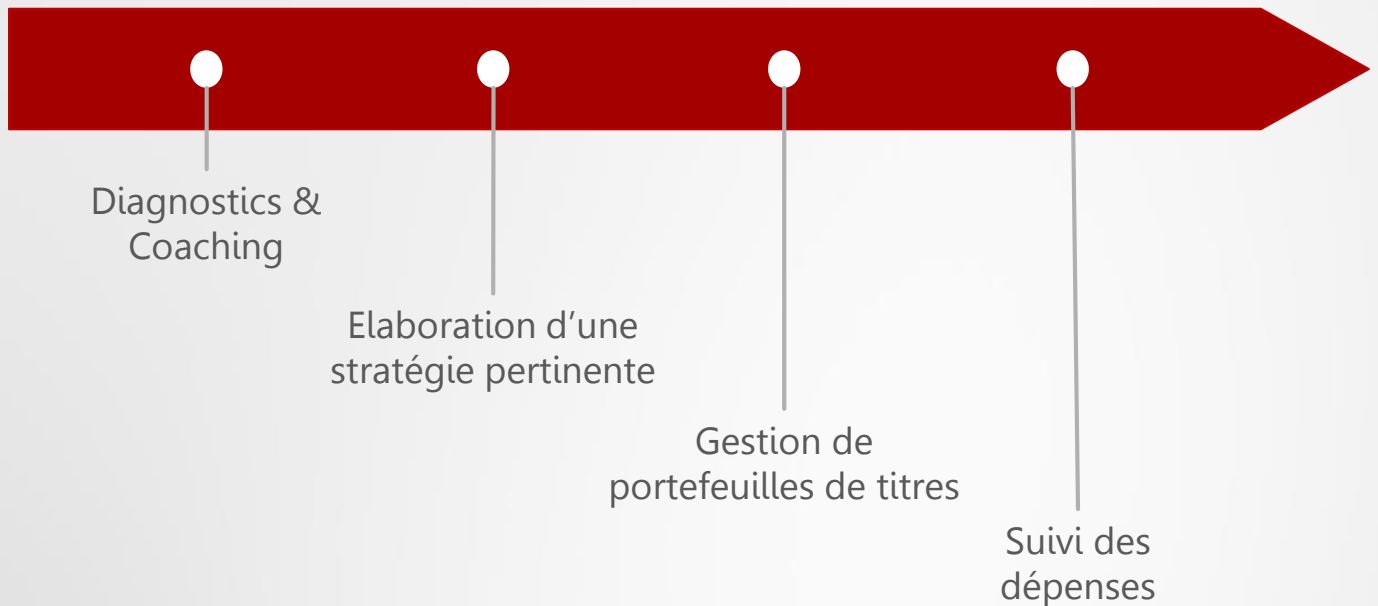 Diagnostics &
Coaching
Elaboration d’une
stratégie pertinente
Gestion de
portefeuilles de titres
Suivi des
dépenses